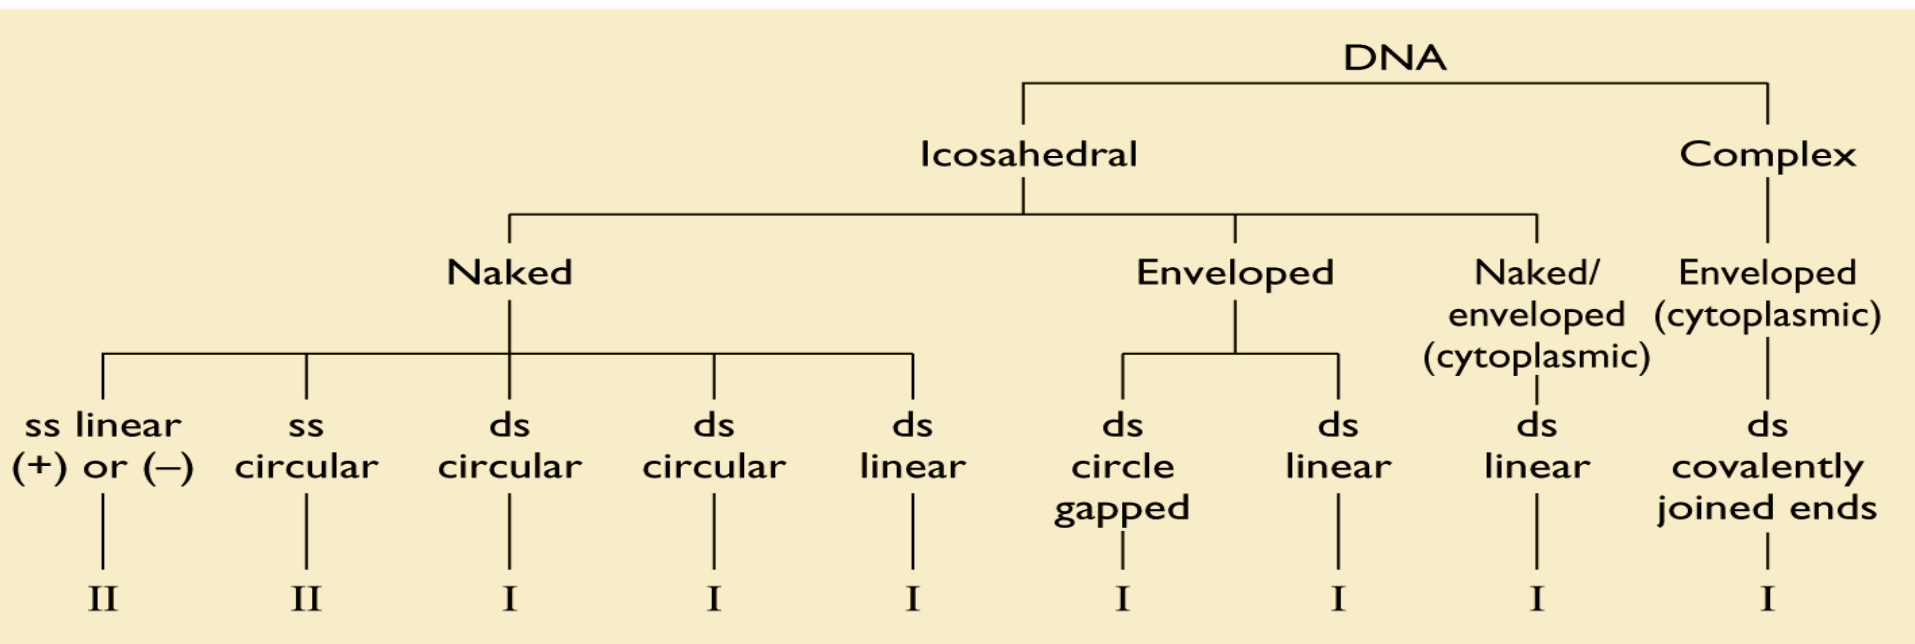 DNA
Icosahedral
Complex
Naked
Enveloped
Naked/
enveloped
(cytoplasmic)
Enveloped
(cytoplasmic)
ss linear
(+) or (–)
ss
circular
ds
circular
ds
circular
ds
linear
ds
circle
gapped
ds
linear
ds
linear
ds
covalently
joined ends
II
II
I
I
I
I
I
I
I